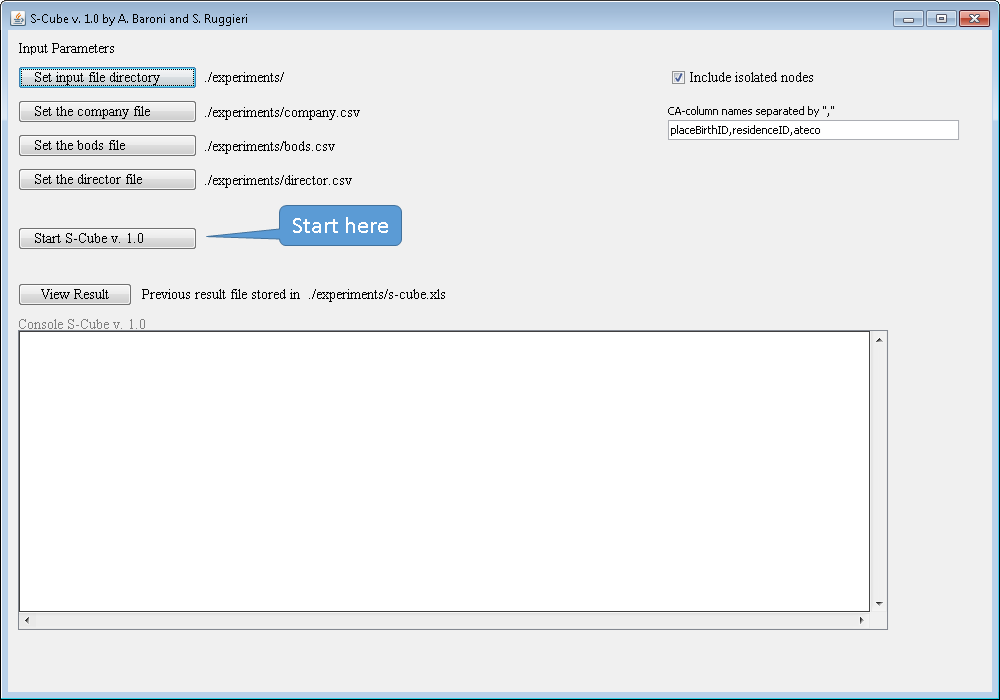 S-Cube v. 1.0 by A. Baroni and S. Ruggieri
Input Parameters
Set input file directory ./experiments/
Include isolated nodes
Set the company file ./experiments/company.csv
CA-column names separated by ","
placeBirthID,residenceID,ateco
Set the bods file ./experiments/bods.csv
Set the director file ./experiments/director.csv
Start here
Start S-Cube v. 1.0
View Result Previous result file stored in ./experiments/s-cube.xls
Console S-Cube v. 1.0